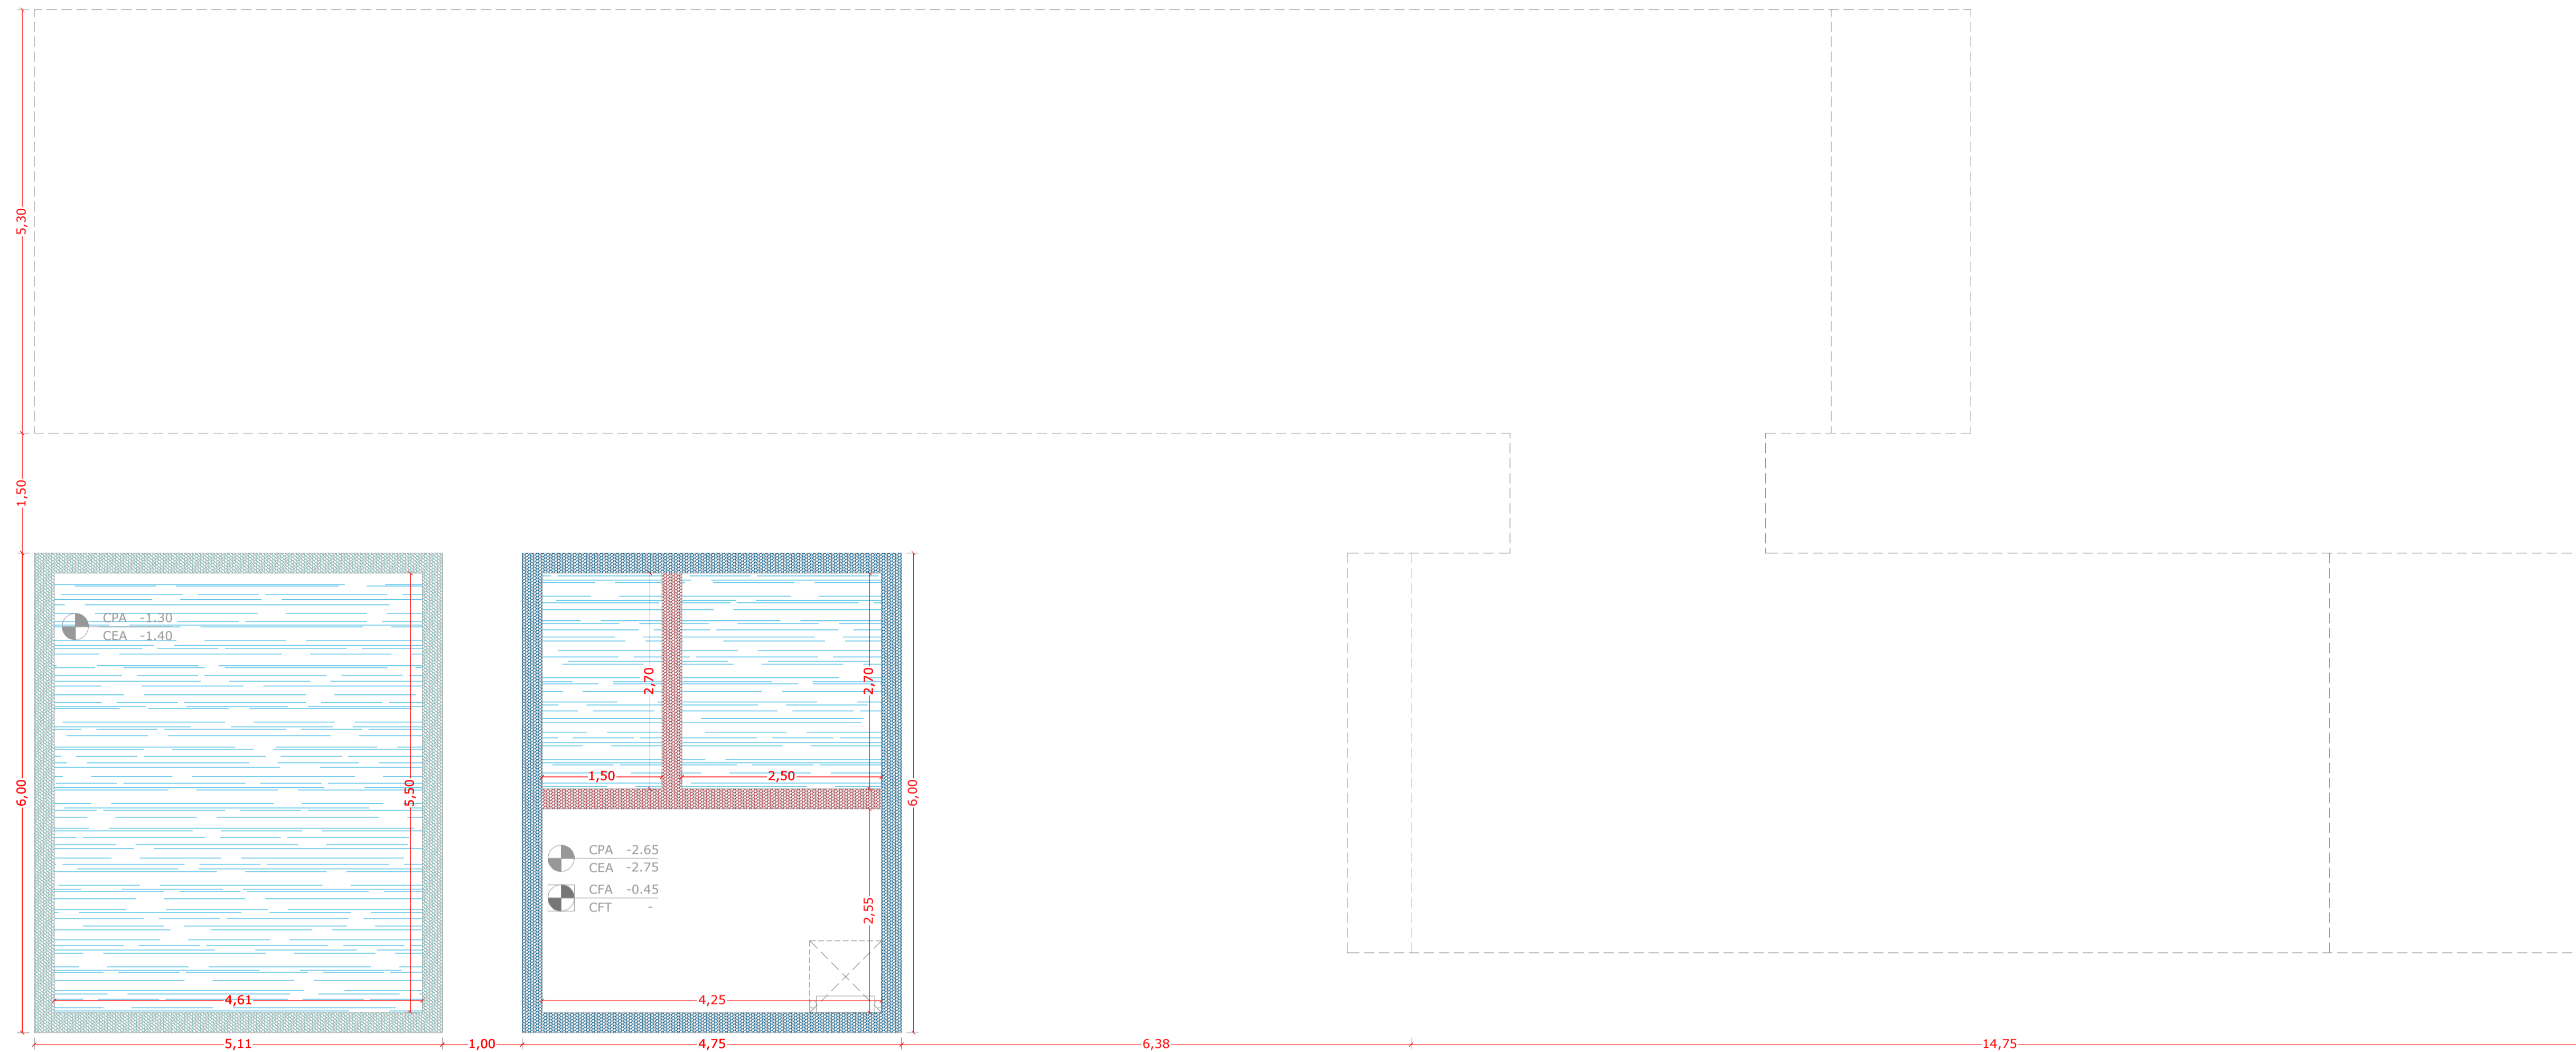 5,30
1,50
CPA -1.30
CEA -1.40
2,70
2,70
1,50
2,50
6,00
5,50
6,00
CPA -2.65
CEA -2.75
CFA -0.45
CFT -
2,55
4,61
4,25
5,11
1,00
4,75
6,38
14,75